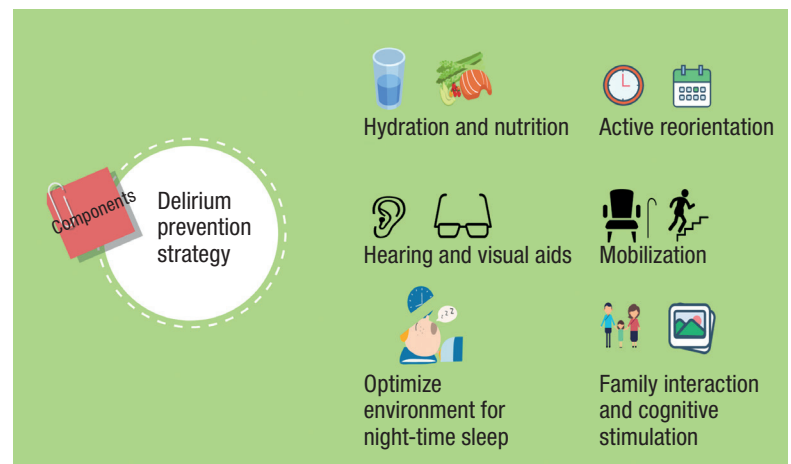 Components
Delirium
prevention
strategy
Hydration and nutrition
Active reorientation
Hearing and visual aids
Mobilization
Optimize
environment for
night-time sleep
Family interaction
and cognitive
stimulation